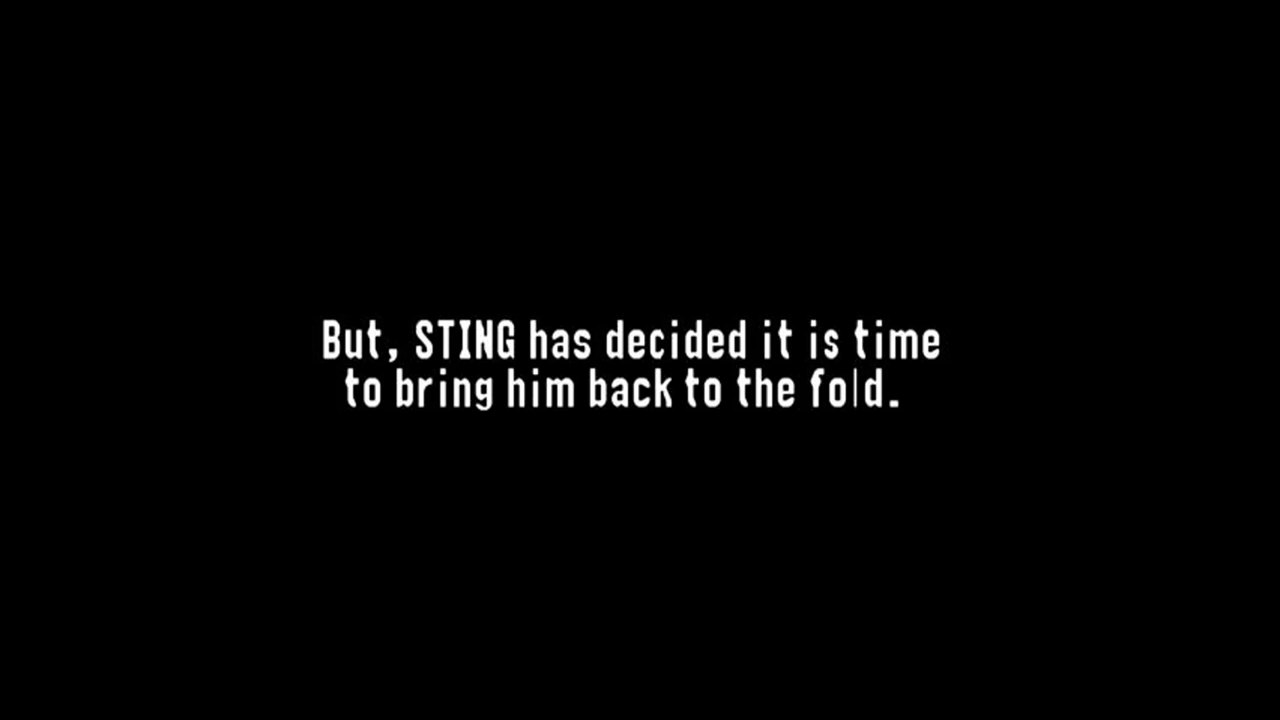 But, STING has decided it is time
to bring him back to the fold.